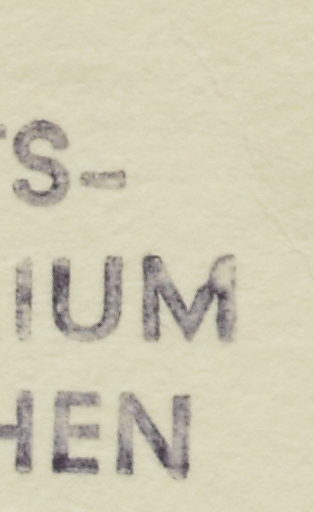 TS-
IUM
HEN